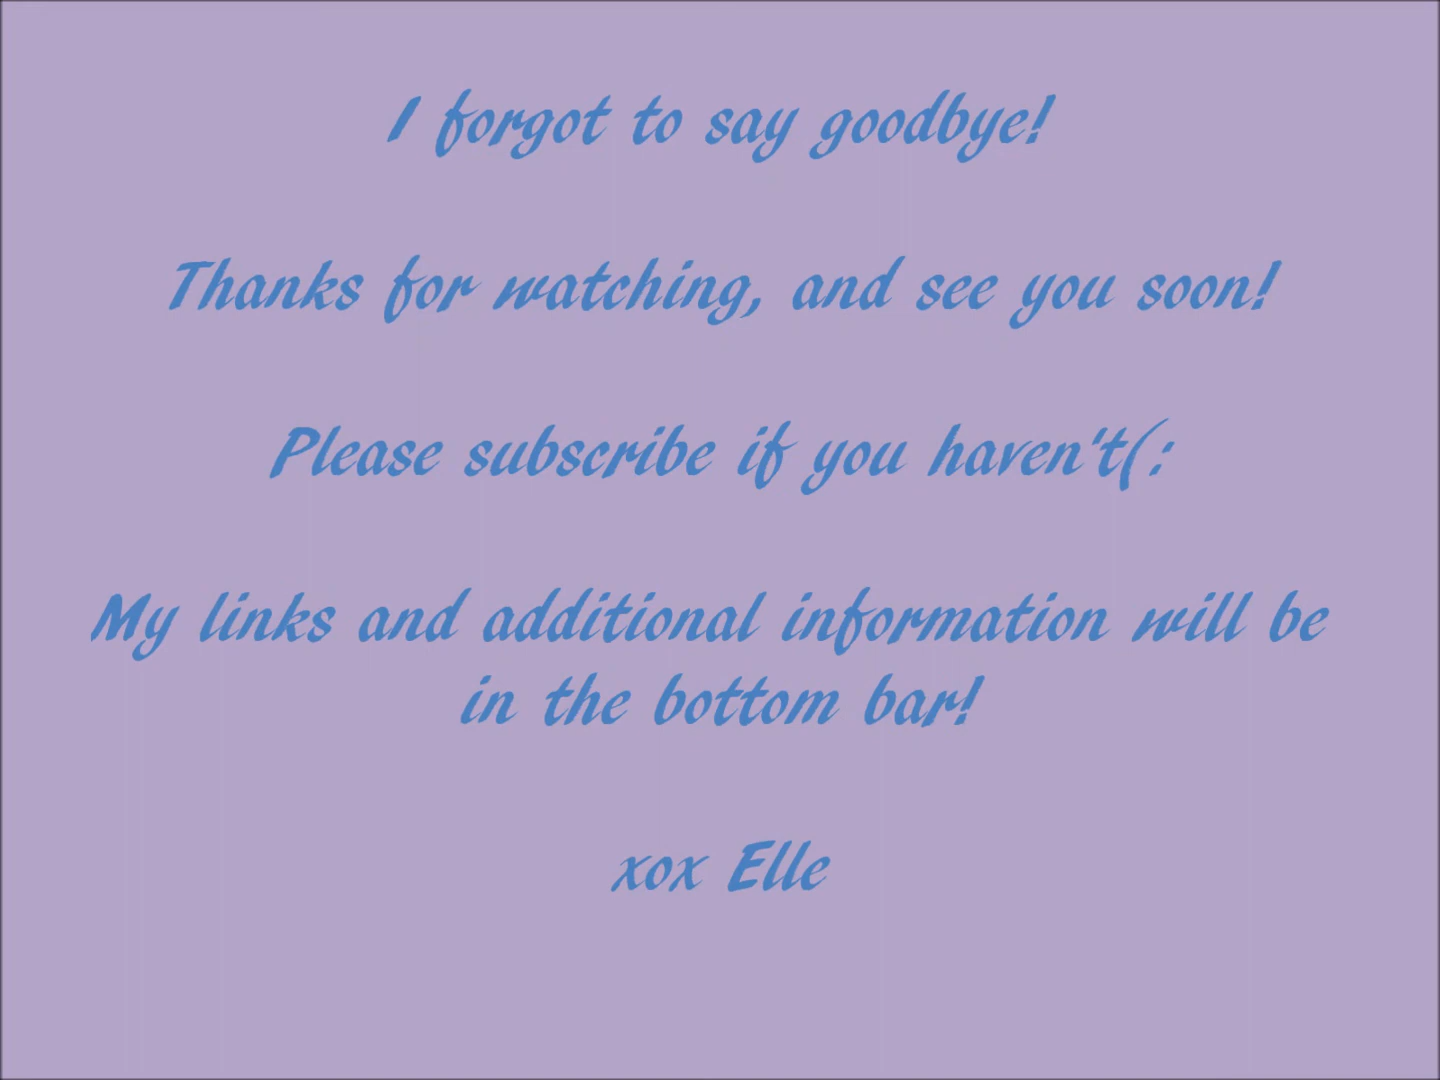 I forgot to say goodbye!
Thanks for watching, and see you soon!
Please subscribe if you haven't(:
My links and additional information will be
in the bottom bar!
xox Elle